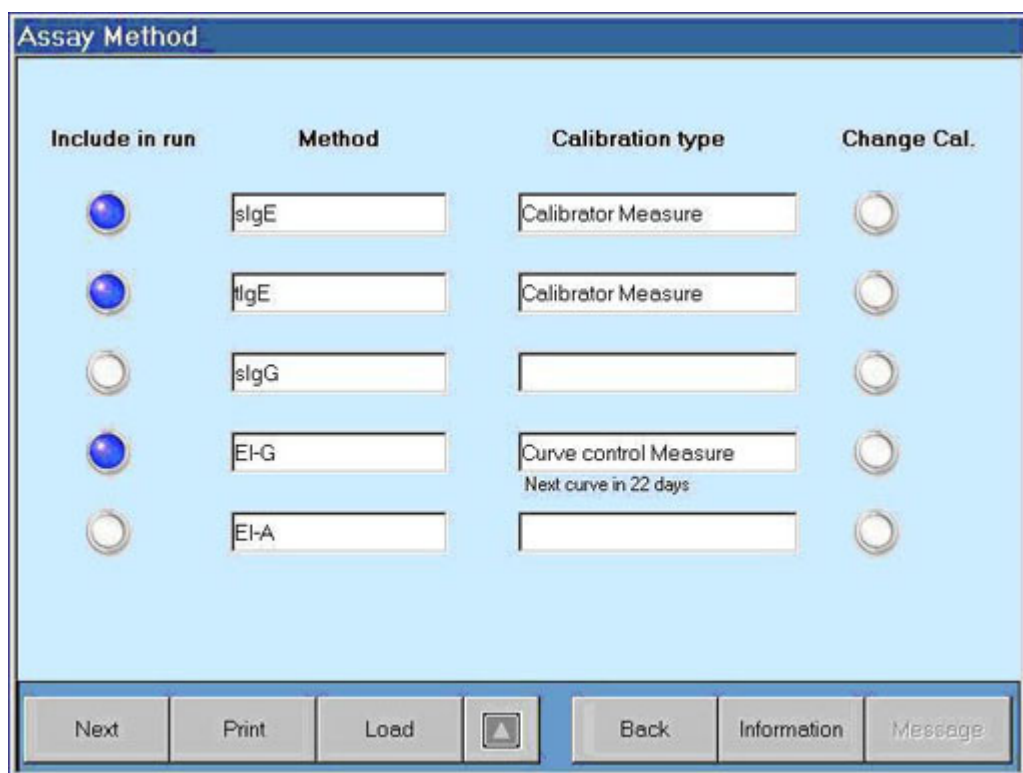 Assay Method
Include in run Method Calibration type Change Cal.
sIgE Calibrator Measure
tIgE Calibrator Measure
sIgG
EI-G Curve control Measure
Next curve in 22 days
EI-A
Next Print Load Back Information Message